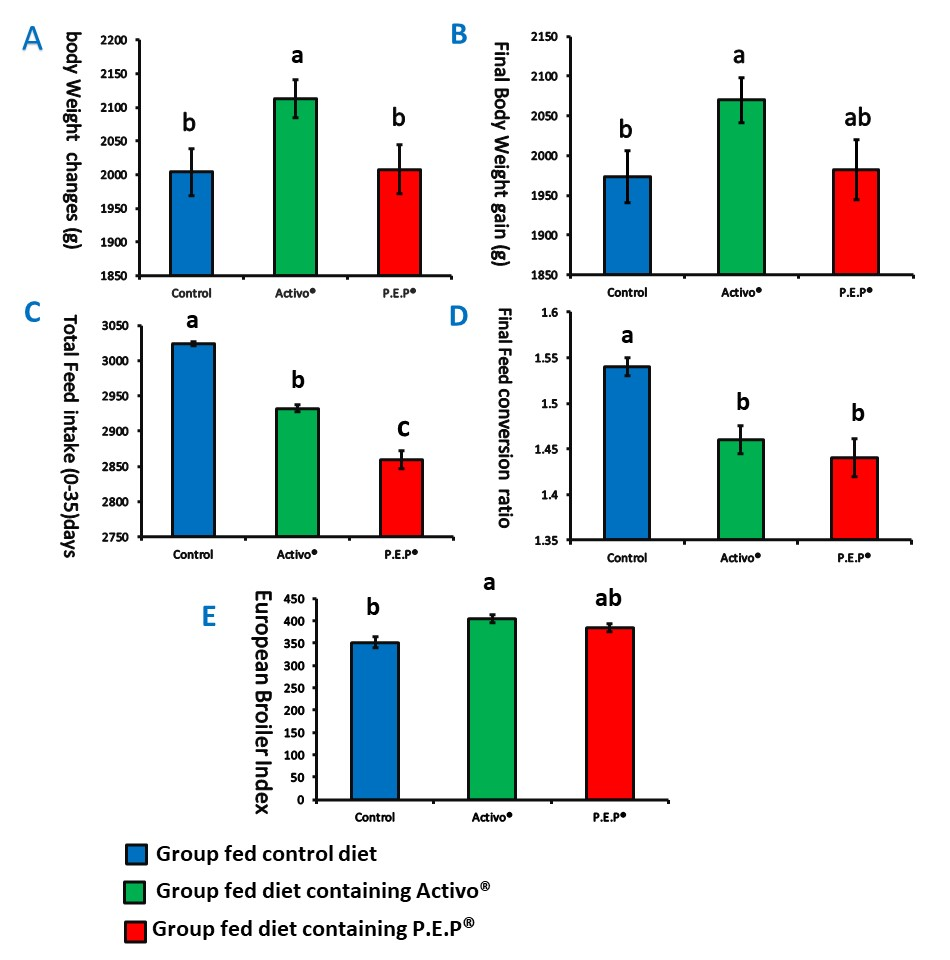 A
body Weight changes (g)
2200
2150
2100
2050
2000
1950
1900
1850
b
a
b
Control
Activo®
P.E.P®
B
Final Body Weight gain (g)
2150
2100
2050
2000
1950
1900
1850
b
a
ab
Control
Activo®
P.E.P®
C
Total Feed intake (0-35)days
3050
3000
2950
2900
2850
2800
2750
a
b
c
Control
Activo®
P.E.P®
D
Final Feed conversion ratio
1.6
1.55
1.5
1.45
1.4
1.35
a
b
b
Control
Activo®
P.E.P®
E
European Broiler Index
450
400
350
300
250
200
150
100
50
0
b
a
ab
Control
Activo®
P.E.P®
Group fed control diet
Group fed diet containing Activo®
Group fed diet containing P.E.P®